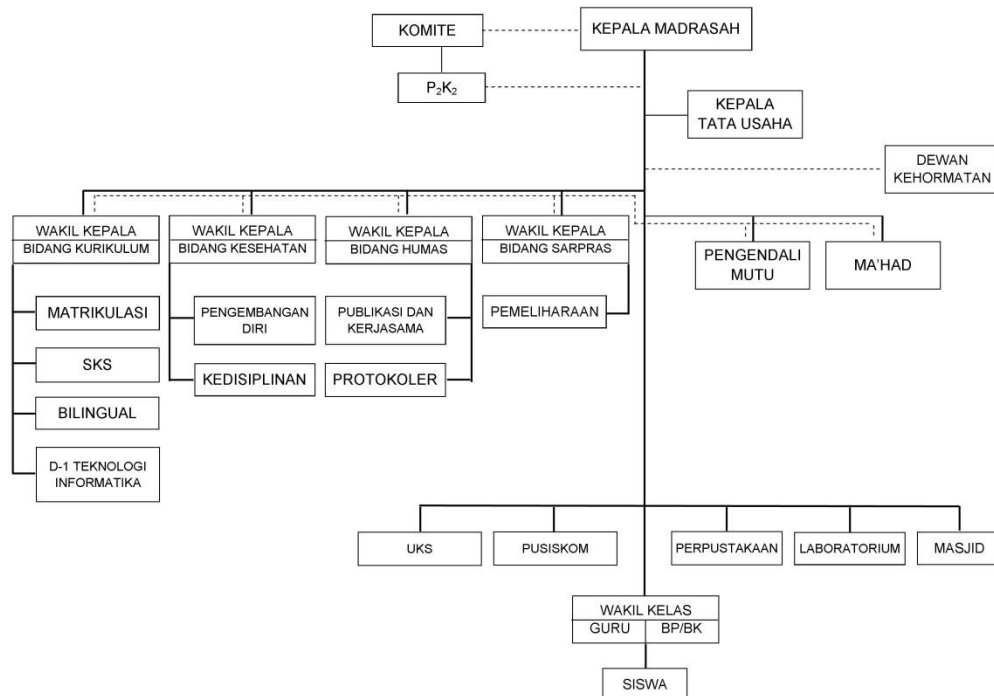 KOMITE
KEPALA MADRASAH
P₂K₂
KEPALA
TATA USAHA
DEWAN
KEHORMATAN
WAKIL KEPALA
BIDANG KURIKULUM
WAKIL KEPALA
BIDANG KESEHATAN
WAKIL KEPALA
BIDANG HUMAS
WAKIL KEPALA
BIDANG SARPRAS
PENGENDALI
MUTU
MA'HAD
MATRIKULASI
PENGEMBANGAN
DIRI
PUBLIKASI DAN
KERJASAMA
PEMELIHARAAN
SKS
KEDISIPLINAN
PROTOKOLER
BILINGUAL
D-1 TEKNOLOGI
INFORMATIKA
UKS
PUSISKOM
PERPUSTAKAAN
LABORATORIUM
MASJID
WAKIL KELAS
GURU
BP/BK
SISWA